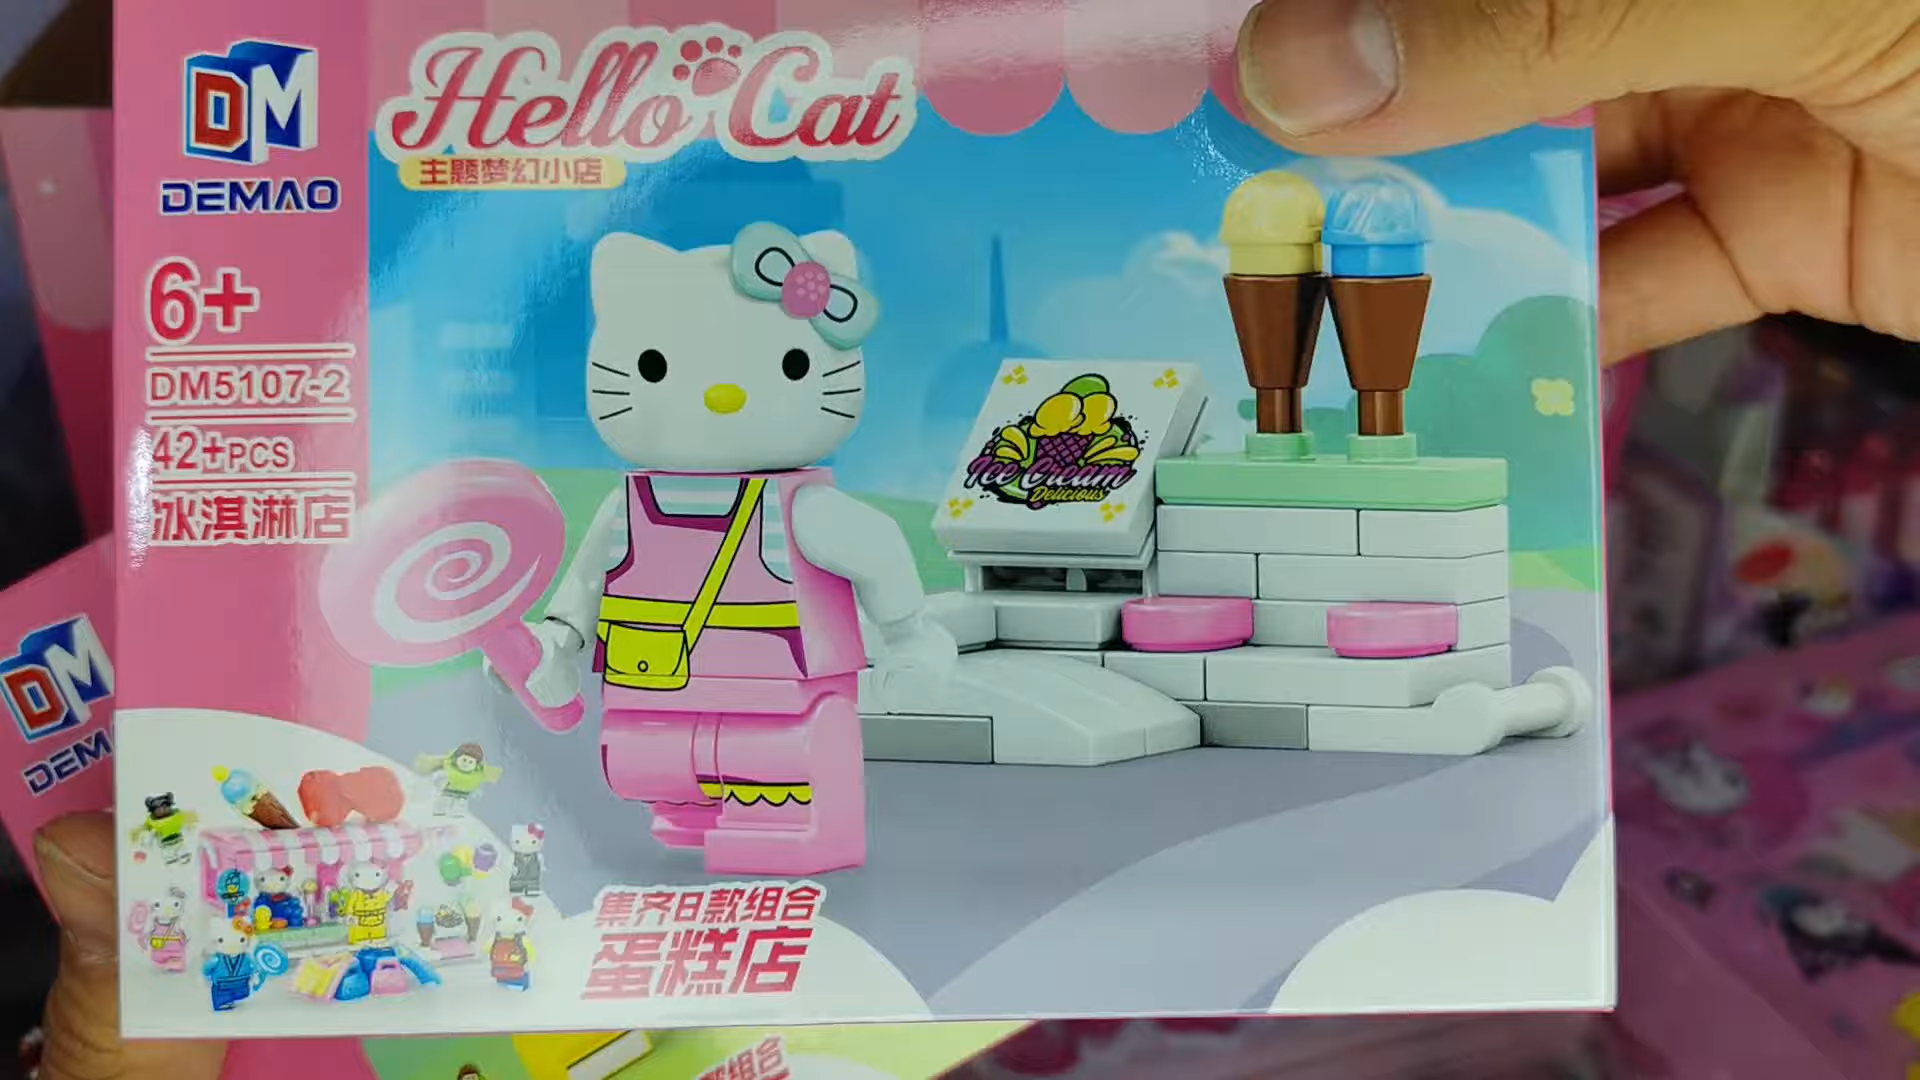 DM
DEMAO
Hello Cat
主题梦幻小店
6+
DM5107-2
42+PCS
冰淇淋店
Ice Cream
Delicious
集齐8款组合
蛋糕店
DM
DEM